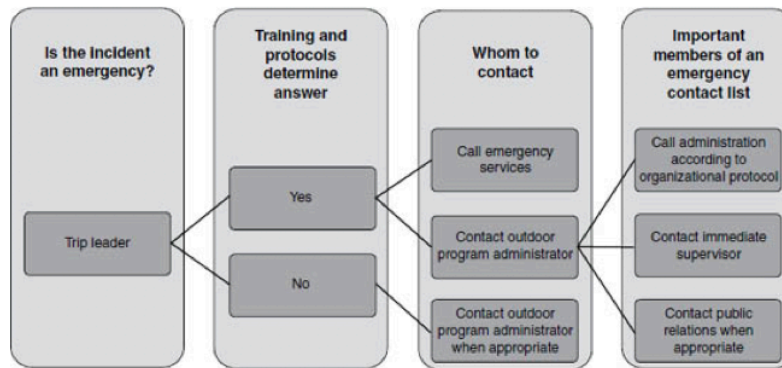 Is the incident
an emergency?
Trip leader
Training and
protocols
determine
answer
Yes
No
Whom to
contact
Call emergency
services
Contact outdoor
program administrator
Contact outdoor
program administrator
when appropriate
Important
members of an
emergency
contact list
Call administration
according to
organizational protocol
Contact immediate
supervisor
Contact public
relations when
appropriate